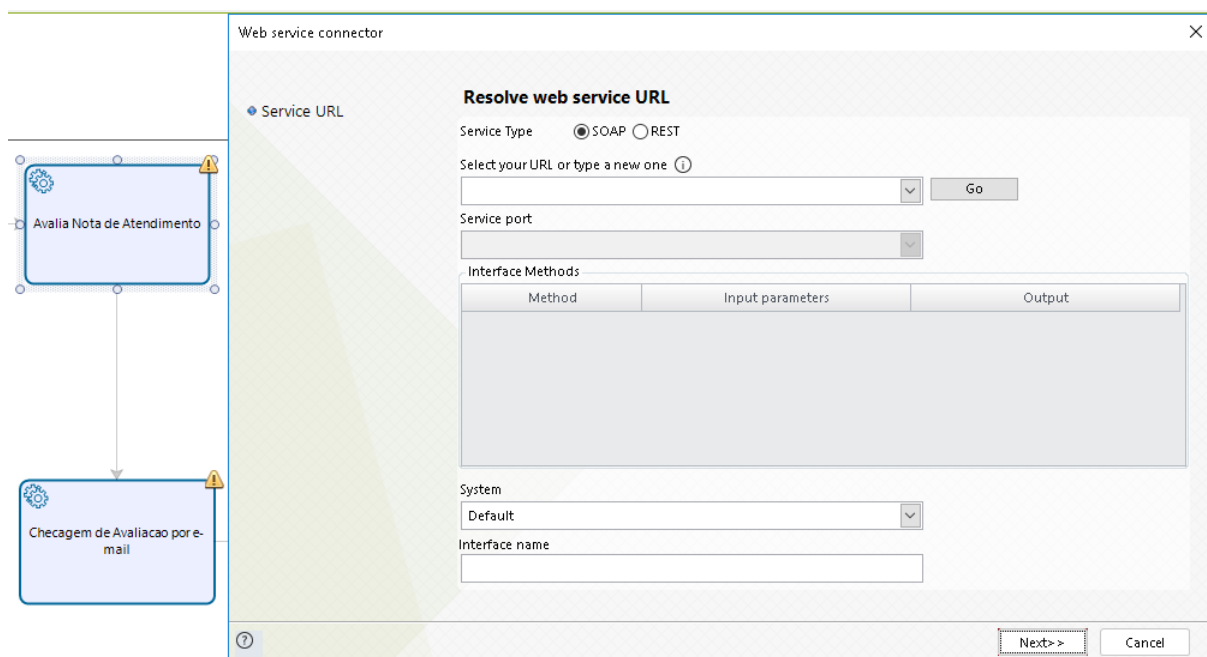 Web service connector
Service URL
Resolve web service URL
Service Type SOAP REST
Select your URL or type a new one
Go
Service port
Interface Methods
Method Input parameters Output
System
Default
Interface name
Next>> Cancel
Avalia Nota de Atendimento
Checagem de Avaliacao por e-
mail